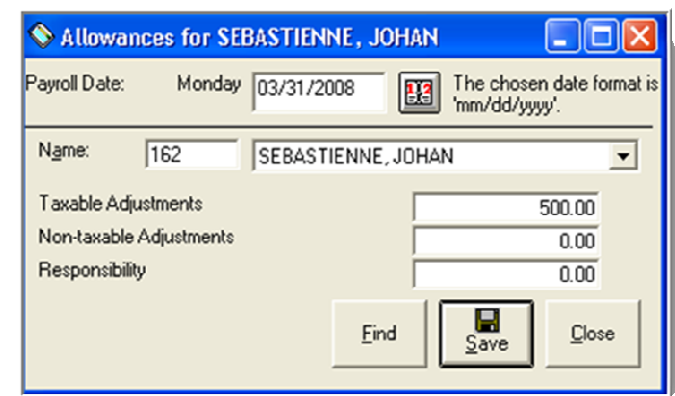 Allowances for SEBASTIENNE, JOHAN
Payroll Date: Monday 03/31/2008 The chosen date format is
'mm/dd/yyyy'.
Name: 162 SEBASTIENNE, JOHAN
Taxable Adjustments 500.00
Non-taxable Adjustments 0.00
Responsibility 0.00
Find Save Close